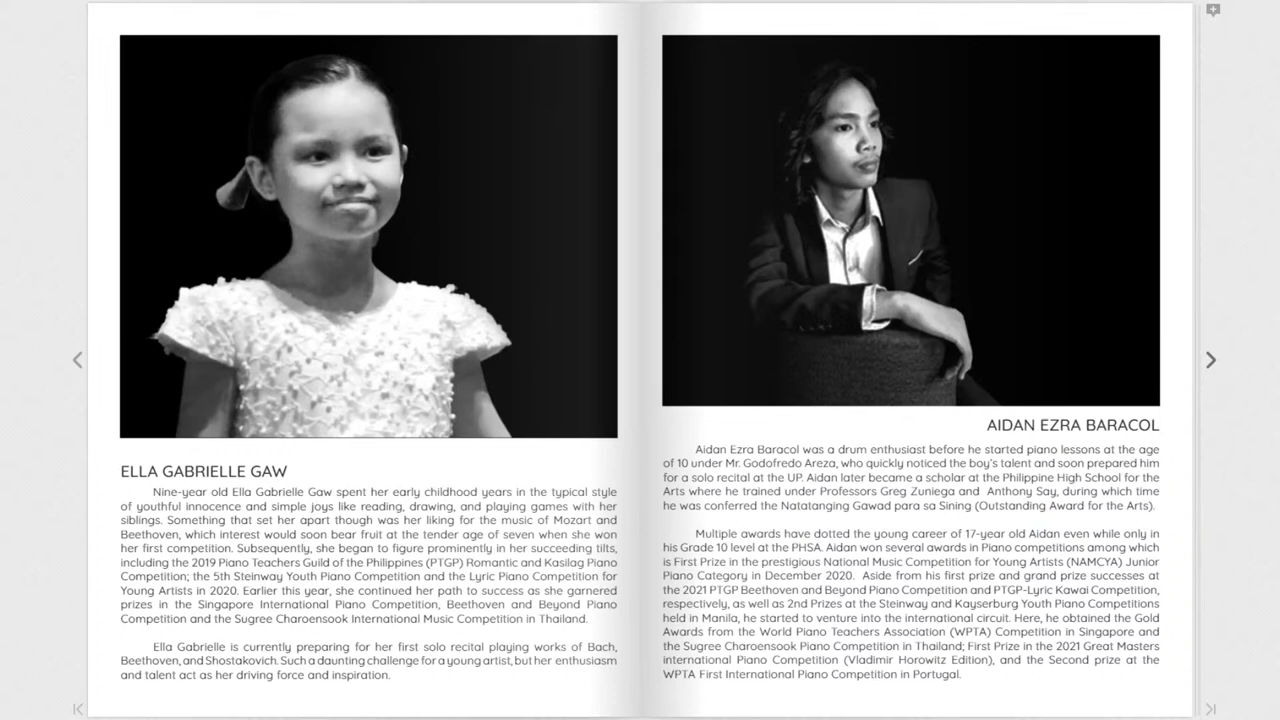 ELLA GABRIELLE GAW
Nine-year old Ella Gabrielle Gaw spent her early childhood years in the typical style
of youthful innocence and simple joys like reading, drawing, and playing games with her
siblings. Something that set her apart though was her liking for the music of Mozart and
Beethoven, which interest would soon bear fruit at the tender age of seven when she won
her first competition. Subsequently, she began to figure prominently in her succeeding tilts,
including the 2019 Piano Teachers Guild of the Philippines (PTGP) Romantic and Kasilag Piano
Competition; the 5th Steinway Youth Piano Competition and the Lyric Piano Competition for
Young Artists in 2020. Earlier this year, she continued her path to success as she garnered
prizes in the Singapore International Piano Competition, Beethoven and Beyond Piano
Competition and the Sugree Charoensook International Music Competition in Thailand.
Ella Gabrielle is currently preparing for her first solo recital playing works of Bach,
Beethoven, and Shostakovich. Such a daunting challenge for a young artist, but her enthusiasm
and talent act as her driving force and inspiration.
AIDAN EZRA BARACOL
Aidan Ezra Baracol was a drum enthusiast before he started piano lessons at the age
of 10 under Mr. Godofredo Areza, who quickly noticed the boy's talent and soon prepared him
for a solo recital at the UP. Aidan later became a scholar at the Philippine High School for the
Arts where he trained under Professors Greg Zuniega and Anthony Say, during which time
he was conferred the Natatanging Gawad para sa Sining (Outstanding Award for the Arts).
Multiple awards have dotted the young career of 17-year old Aidan even while only in
his Grade 10 level at the PHSA. Aidan won several awards in Piano competitions among which
is First Prize in the prestigious National Music Competition for Young Artists (NAMCYA) Junior
Piano Category in December 2020. Aside from his first prize and grand prize successes at
the 2021 PTGP Beethoven and Beyond Piano Competition and PTGP-Lyric Kawai Competition,
respectively, as well as 2nd Prizes at the Steinway and Kayserburg Youth Piano Competitions
held in Manila, he started to venture into the international circuit. Here, he obtained the Gold
Awards from the World Piano Teachers Association (WPTA) Competition in Singapore and
the Sugree Charoensook Piano Competition in Thailand; First Prize in the 2021 Great Masters
International Piano Competition (Vladimir Horowitz Edition), and the Second prize at the
WPTA First International Piano Competition in Portugal.